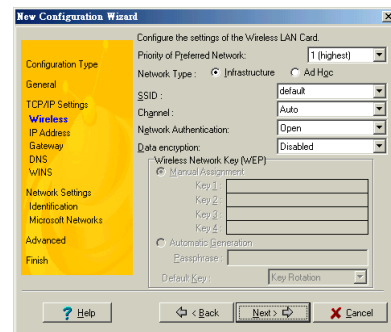 New Configuration Wizard
Configure the settings of the Wireless LAN Card.
Priority of Preferred Network: 1 (highest)
Network Type : Infrastructure Ad Hoc
SSID : default
Channel : Auto
Network Authentication: Open
Data encryption: Disabled
Wireless Network Key (WEP)
Manual Assignment
Key 1 :
Key 2 :
Key 3 :
Key 4 :
Automatic Generation
Passphrase :
Default Key : Key Rotation
Configuration Type
General
TCP/IP Settings
Wireless
IP Address
Gateway
DNS
WINS
Network Settings
Identification
Microsoft Networks
Advanced
Finish
? Help
< Back
Next >
Cancel